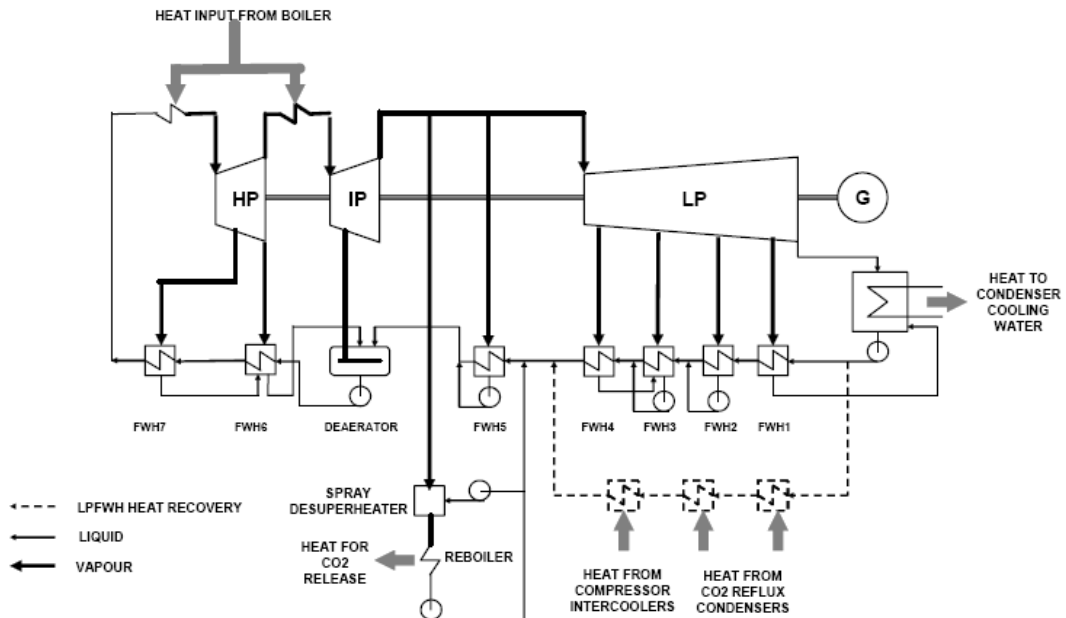 HEAT INPUT FROM BOILER
HP
IP
LP
G
HEAT TO
CONDENSER
COOLING
WATER
FWH7
FWH6
DEAERATOR
FWH5
FWH4
FWH3
FWH2
FWH1
LPFWH HEAT RECOVERY
LIQUID
VAPOUR
SPRAY
DESUPERHEATER
HEAT FOR
CO2
RELEASE
REBOILER
HEAT FROM
COMPRESSOR
INTERCOOLERS
HEAT FROM
CO2 REFLUX
CONDENSERS